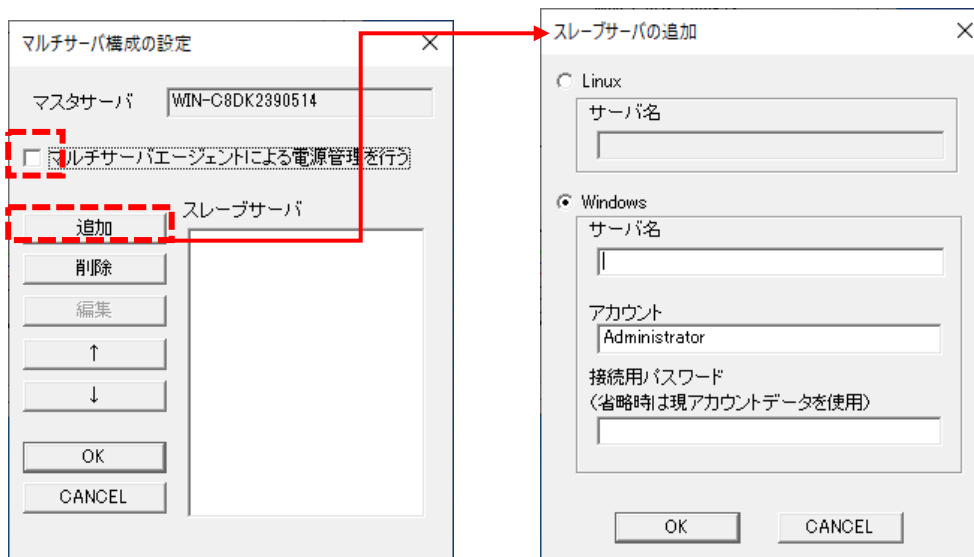 マルチサーバ構成の設定
マスタサーバ WIN-C8DK2390514
マルチサーバエージェントによる電源管理を行う
追加
スレーブサーバ
削除
編集
↑
↓
OK
CANCEL
スレーブサーバの追加
Linux
サーバ名
Windows
サーバ名
アカウント
Administrator
接続用パスワード
(省略時は現アカウントデータを使用)
OK CANCEL